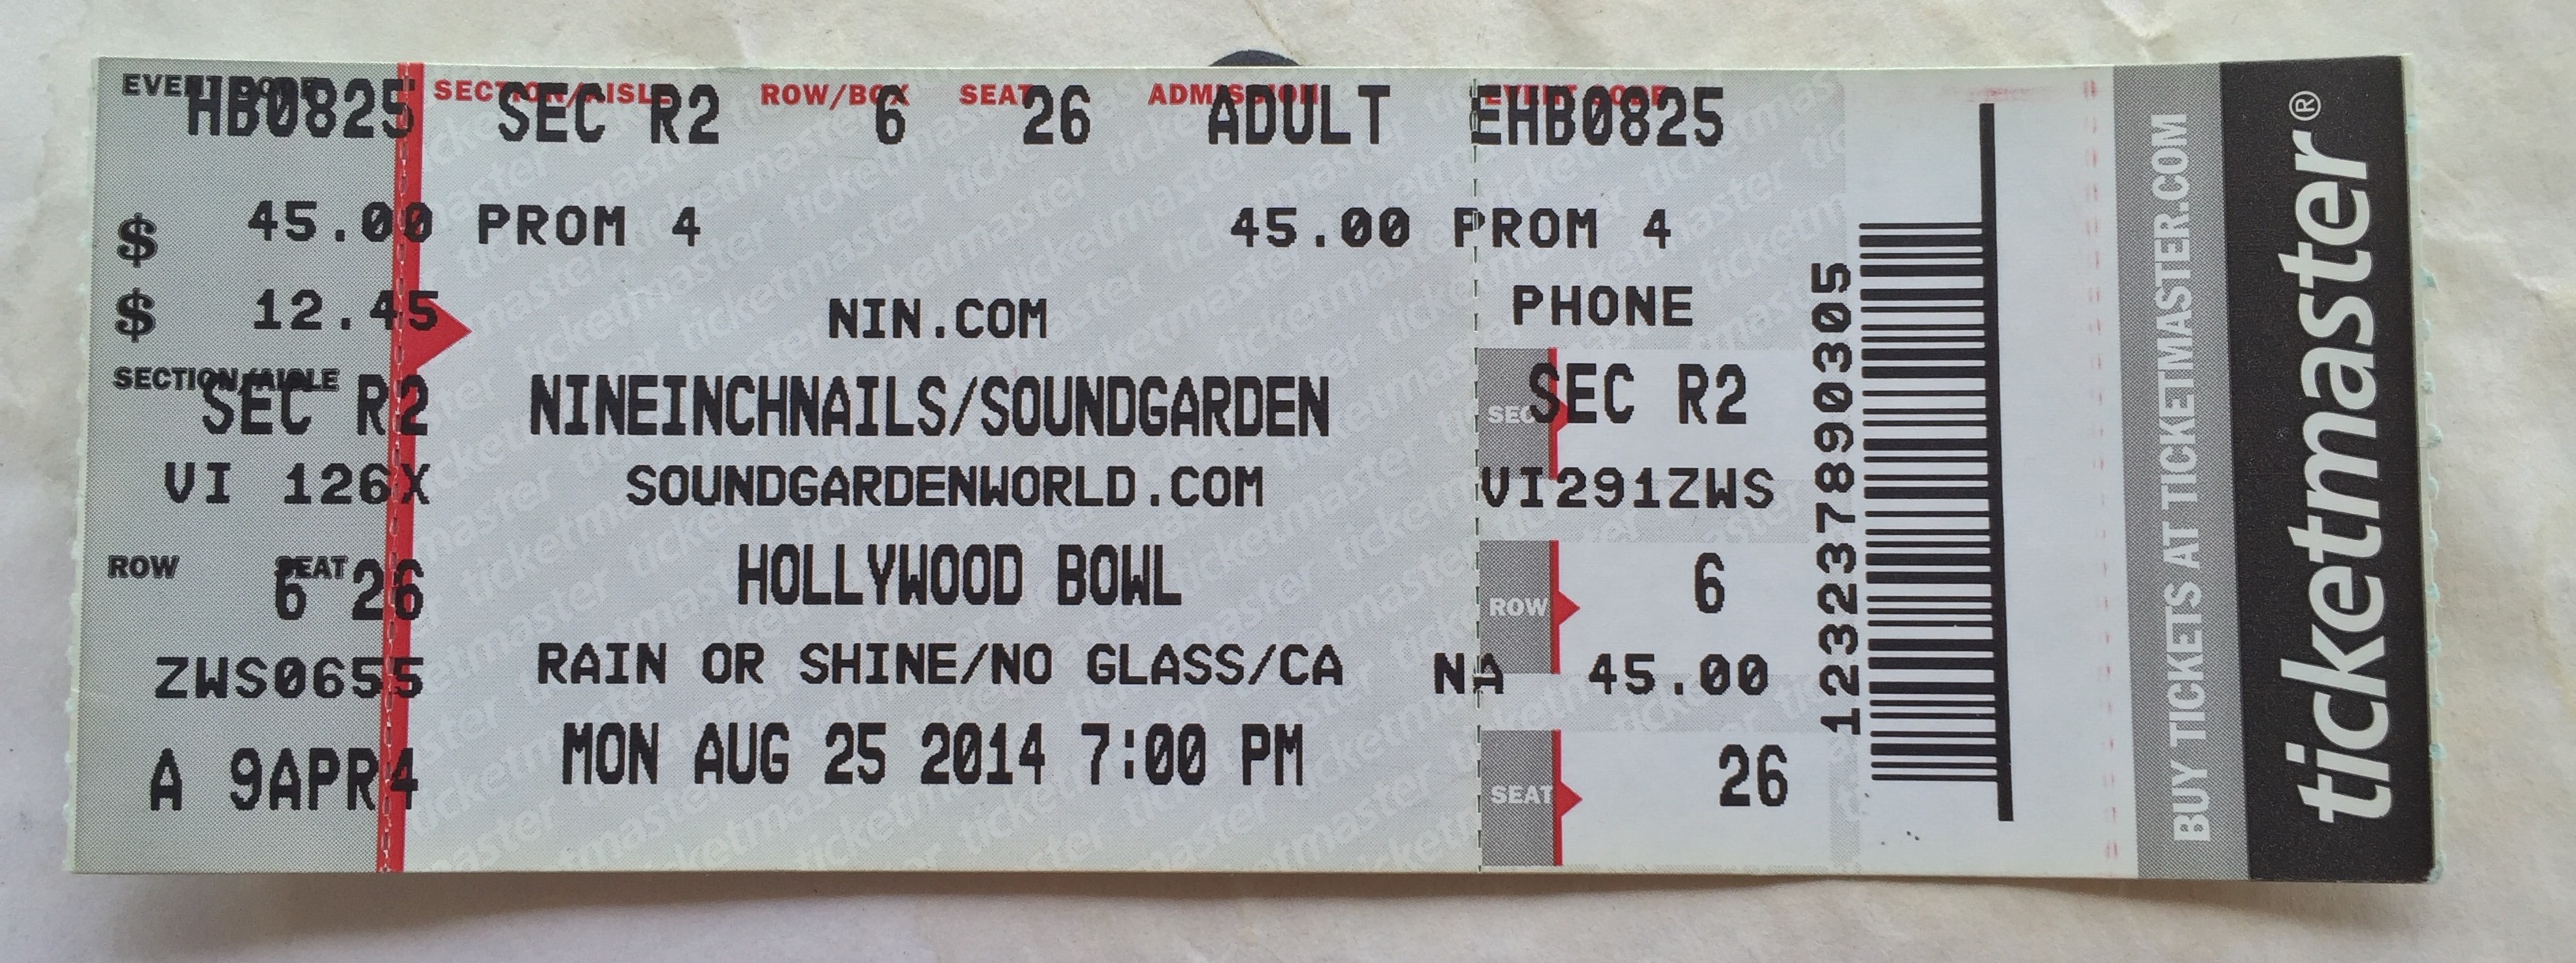 EVENT CODE SECTION/AISLE ROW/BOX SEAT ADMISSION EVENT CODE
HB0825 SEC R2 6 26 ADULT EHB0825
$ 45.00 PROM 4 45.00 PROM 4
$ 12.45 NIN.COM PHONE
SECTION/AISLE
SEC R2 NINEINCHNAILS/SOUNDGARDEN SEC SEC R2
VI 126X SOUNDGARDENWORLD.COM VI291ZWS
ROW SEAT
6 26 HOLLYWOOD BOWL ROW 6
ZWS0655 RAIN OR SHINE/NO GLASS/CA NA 45.00
A 9APR4 MON AUG 25 2014 7:00 PM SEAT 26
123237890305
BUY TICKETS AT TICKETMASTER.COM
ticketmaster®